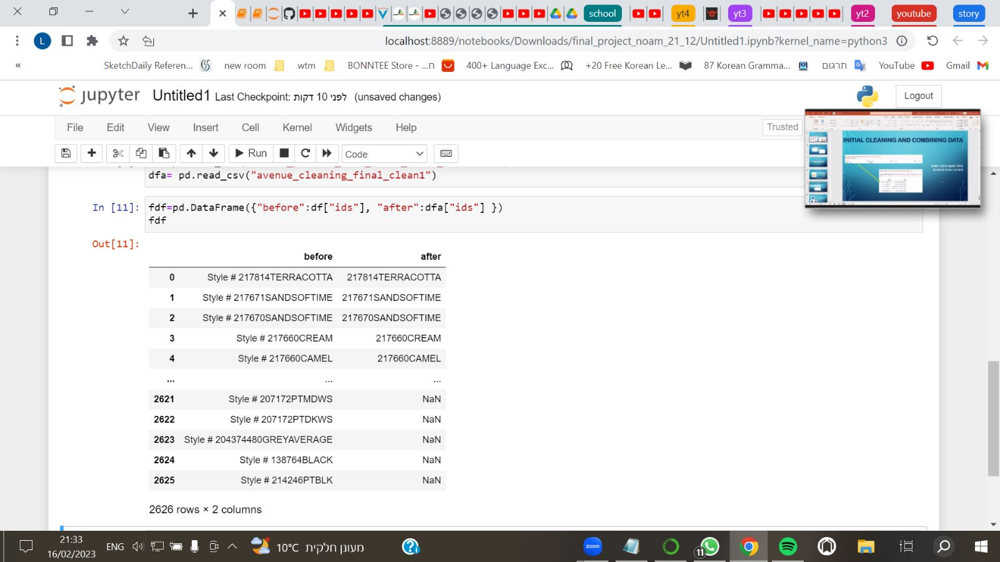 school
yt4
yt3
yt2
youtube
story
L
localhost:8889/notebooks/Downloads/final_project_noam_21_12/Untitled1.ipynb?kernel_name=python3
«
SketchDaily Referen...
new room
wtm
BONNTEE Store - ...ח
400+ Language Exc...
+20 Free Korean Le...
87 Korean Gramma...
תרגום
YouTube
Gmail
jupyter
Untitled1 Last Checkpoint: לפני 10 דקות (unsaved changes)
Logout
File Edit View Insert Cell Kernel Widgets Help
Trusted
Run
Code
INITIAL CLEANING AND COMBINING DATA
dfa= pd.read_csv("avenue_cleaning_final_clean1")
In [11]: fdf=pd.DataFrame({"before":df["ids"], "after":dfa["ids"] })
fdf
Out[11]:
before after
0 Style # 217814TERRACOTTA 217814TERRACOTTA
1 Style # 217671SANDSOFTIME 217671SANDSOFTIME
2 Style # 217670SANDSOFTIME 217670SANDSOFTIME
3 Style # 217660CREAM 217660CREAM
4 Style # 217660CAMEL 217660CAMEL
... ... ...
2621 Style # 207172PTMDWS NaN
2622 Style # 207172PTDKWS NaN
2623 Style # 204374480GREYAVERAGE NaN
2624 Style # 138764BLACK NaN
2625 Style # 214246PTBLK NaN
2626 rows × 2 columns
21:33
16/02/2023
ENG
10°C מעונן חלקית
zoom
11